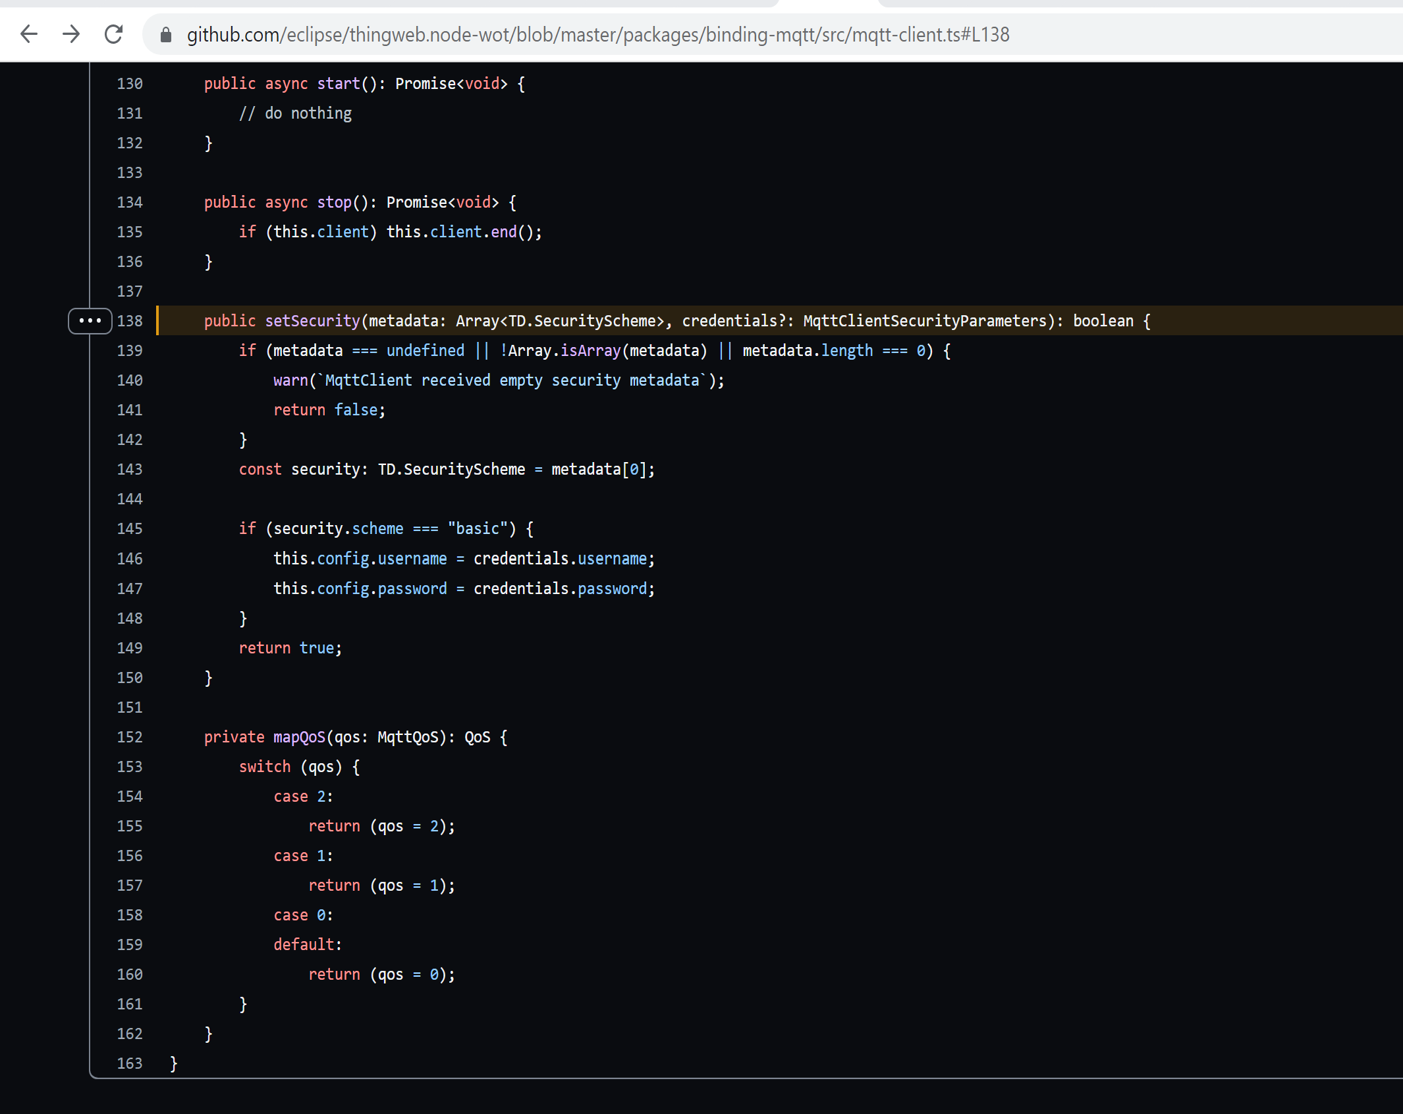 github.com/eclipse/thingweb.node-wot/blob/master/packages/binding-mqtt/src/mqtt-client.ts#L138
130 public async start(): Promise<void> {
131 // do nothing
132 }
133
134 public async stop(): Promise<void> {
135 if (this.client) this.client.end();
136 }
137
138 public setSecurity(metadata: Array<TD.SecurityScheme>, credentials?: MqttClientSecurityParameters): boolean {
139 if (metadata === undefined || !Array.isArray(metadata) || metadata.length === 0) {
140 warn(`MqttClient received empty security metadata`);
141 return false;
142 }
143 const security: TD.SecurityScheme = metadata[0];
144
145 if (security.scheme === "basic") {
146 this.config.username = credentials.username;
147 this.config.password = credentials.password;
148 }
149 return true;
150 }
151
152 private mapQoS(qos: MqttQoS): QoS {
153 switch (qos) {
154 case 2:
155 return (qos = 2);
156 case 1:
157 return (qos = 1);
158 case 0:
159 default:
160 return (qos = 0);
161 }
162 }
163 }